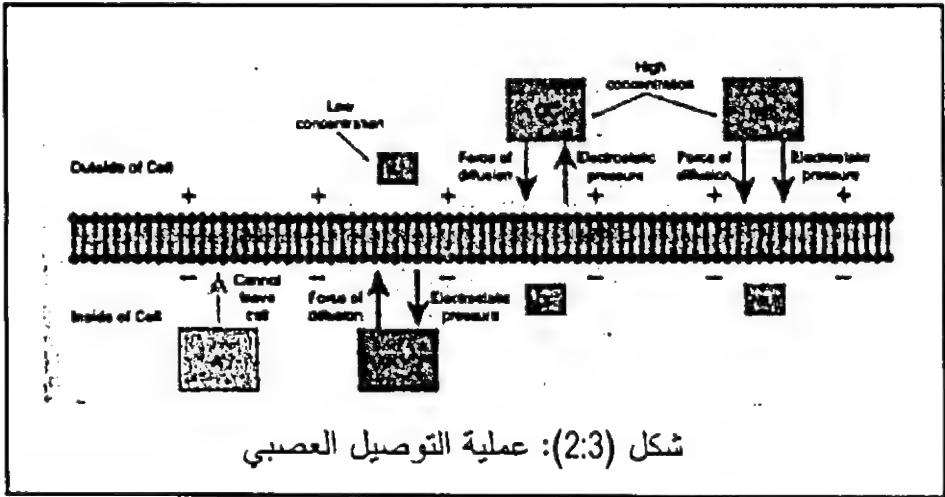 High
concentration
Low
concentration
Force of
diffusion
Electrostatic
pressure
Force of
diffusion
Electrostatic
pressure
Outside of Cell
+ + + + + +
− − − − − −
Cannot
leave
cell
Force of
diffusion
Electrostatic
pressure
Inside of Cell
شكل (2:3): عملية التوصيل العصبي